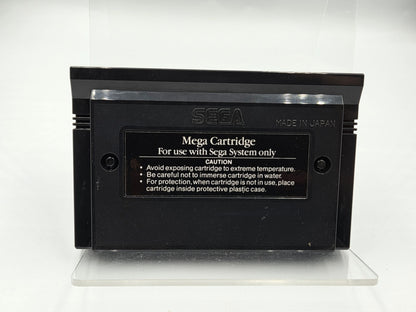 SEGA
MADE IN JAPAN
Mega Cartridge
For use with Sega System only
CAUTION
• Avoid exposing cartridge to extreme temperature.
• Be careful not to immerse cartridge in water.
• For protection, when cartridge is not in use, place
cartridge inside protective plastic case.